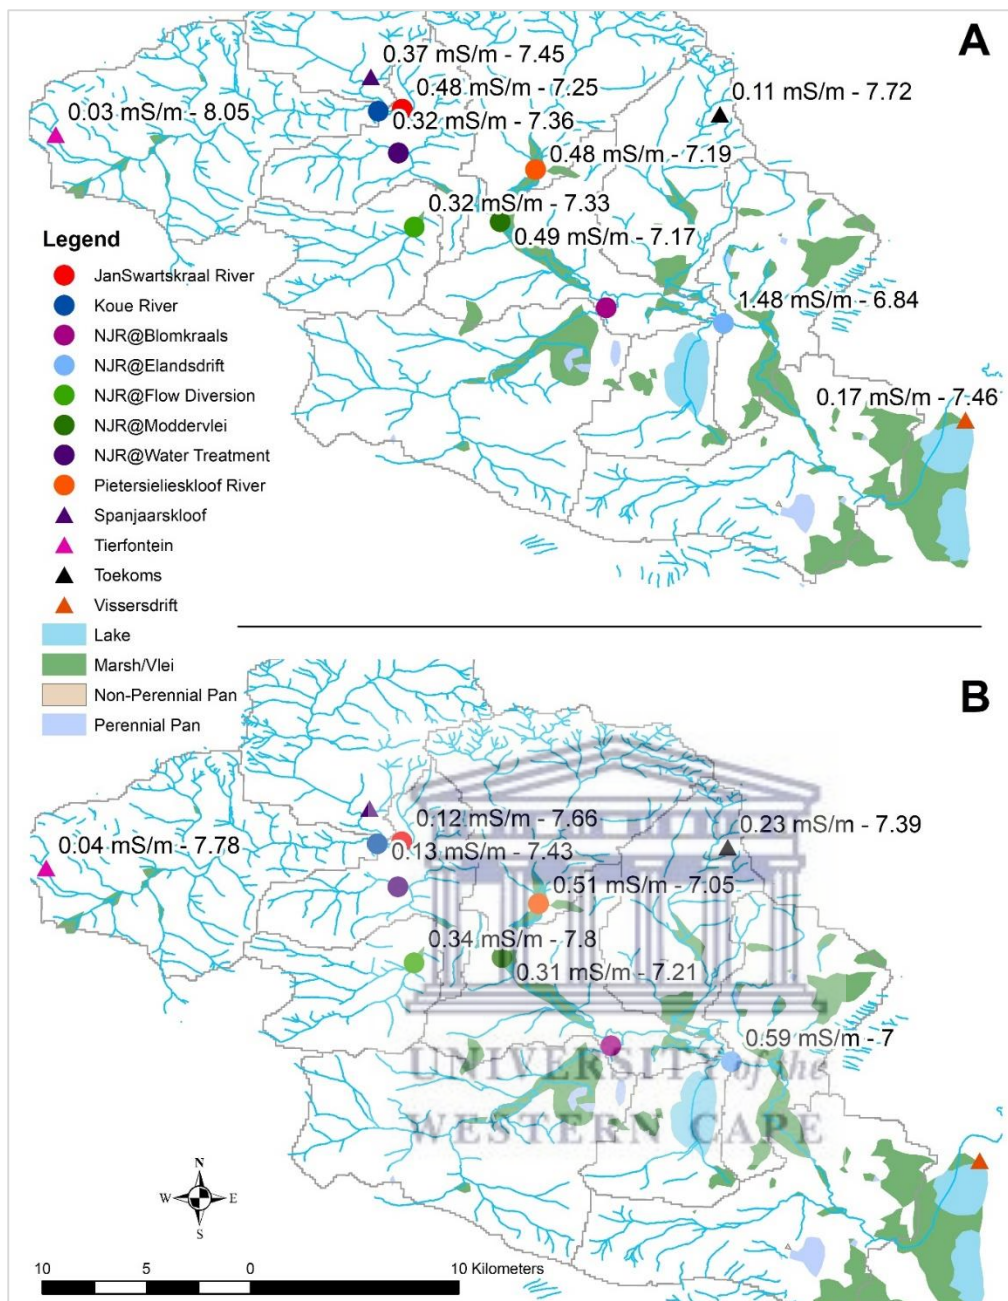 A
0.37 mS/m - 7.45
0.48 mS/m - 7.25
0.03 mS/m - 8.05
0.32 mS/m - 7.36
0.11 mS/m - 7.72
0.48 mS/m - 7.19
0.32 mS/m - 7.33
0.49 mS/m - 7.17
1.48 mS/m - 6.84
0.17 mS/m - 7.46
Legend
JanSwartskraal River
Koue River
NJR@Blomkraals
NJR@Elandsdrift
NJR@Flow Diversion
NJR@Moddervlei
NJR@Water Treatment
Pietersielieskloof River
Spanjaarskloof
Tierfontein
Toekoms
Vissersdrift
Lake
Marsh/Vlei
Non-Perennial Pan
Perennial Pan
B
0.12 mS/m - 7.66
0.23 mS/m - 7.39
0.04 mS/m - 7.78
0.13 mS/m - 7.43
0.51 mS/m - 7.05
0.34 mS/m - 7.8
0.31 mS/m - 7.21
0.59 mS/m - 7
UNIVERSITY of the
WESTERN CAPE
N
W E
S
10 5 0 10 Kilometers